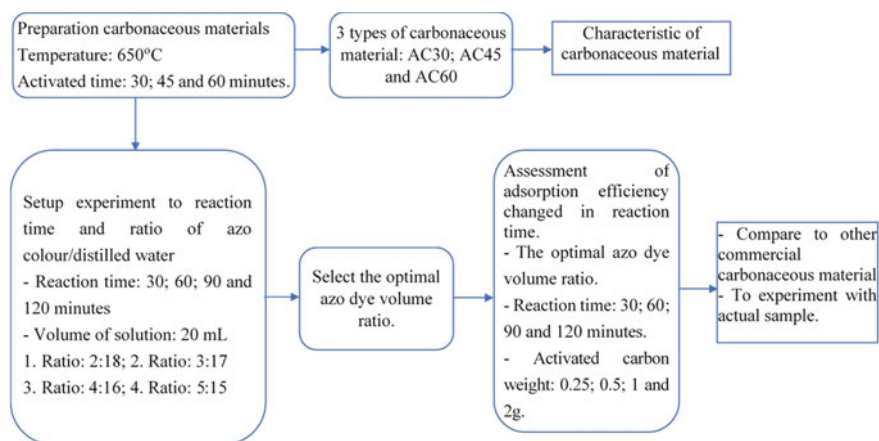 Preparation carbonaceous materials
Temperature: 650ºC
Activated time: 30; 45 and 60 minutes.
3 types of carbonaceous
material: AC30; AC45
and AC60
Characteristic of
carbonaceous material
Setup experiment to reaction
time and ratio of azo
colour/distilled water
- Reaction time: 30; 60; 90 and
120 minutes
- Volume of solution: 20 mL
1. Ratio: 2:18; 2. Ratio: 3:17
3. Ratio: 4:16; 4. Ratio: 5:15
Select the optimal
azo dye volume
ratio.
Assessment of
adsorption efficiency
changed in reaction
time.
- The optimal azo dye
volume ratio.
- Reaction time: 30; 60;
90 and 120 minutes.
- Activated carbon
weight: 0.25; 0.5; 1 and
2g.
- Compare to other
commercial
carbonaceous material
- To experiment with
actual sample.